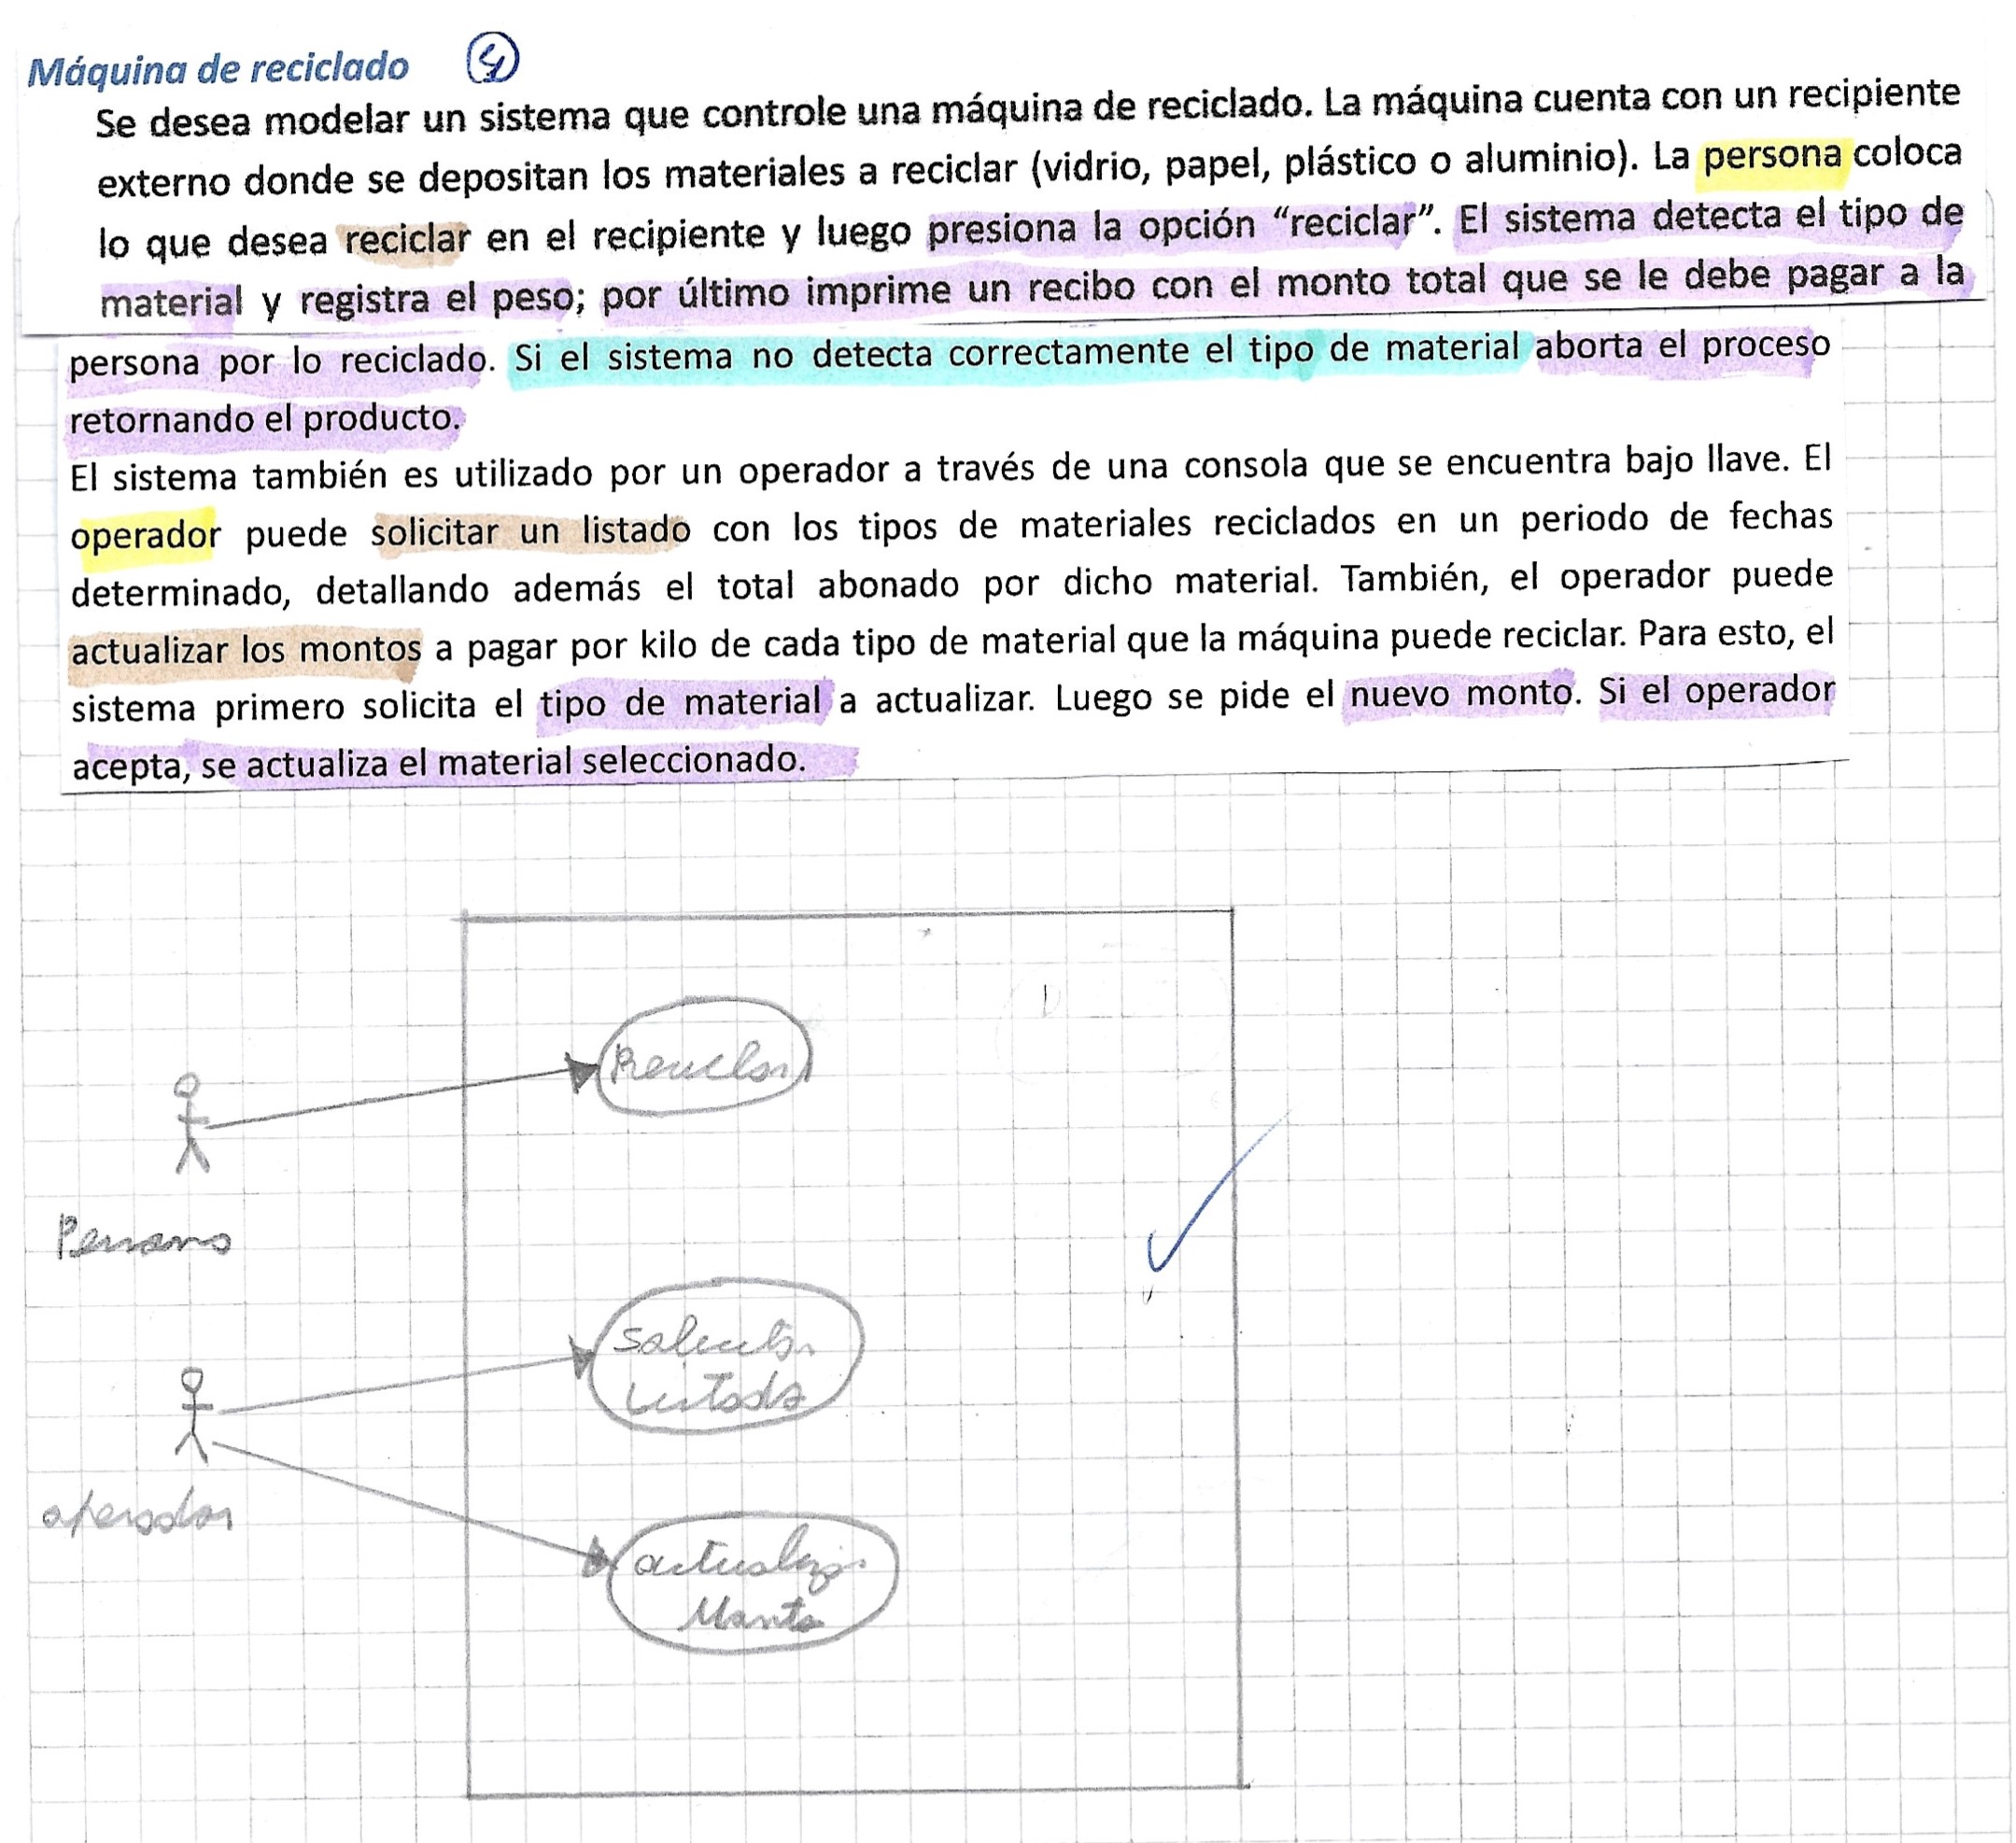 Máquina de reciclado
Se desea modelar un sistema que controle una máquina de reciclado. La máquina cuenta con un recipiente
externo donde se depositan los materiales a reciclar (vidrio, papel, plástico o aluminio). La persona coloca
lo que desea reciclar en el recipiente y luego presiona la opción “reciclar”. El sistema detecta el tipo de
material y registra el peso; por último imprime un recibo con el monto total que se le debe pagar a la
persona por lo reciclado. Si el sistema no detecta correctamente el tipo de material aborta el proceso
retornando el producto.
El sistema también es utilizado por un operador a través de una consola que se encuentra bajo llave. El
operador puede solicitar un listado con los tipos de materiales reciclados en un periodo de fechas
determinado, detallando además el total abonado por dicho material. También, el operador puede
actualizar los montos a pagar por kilo de cada tipo de material que la máquina puede reciclar. Para esto, el
sistema primero solicita el tipo de material a actualizar. Luego se pide el nuevo monto. Si el operador
acepta, se actualiza el material seleccionado.
Reciclar
Persona
Solicitar
Listado
operador
actualizar
Monto